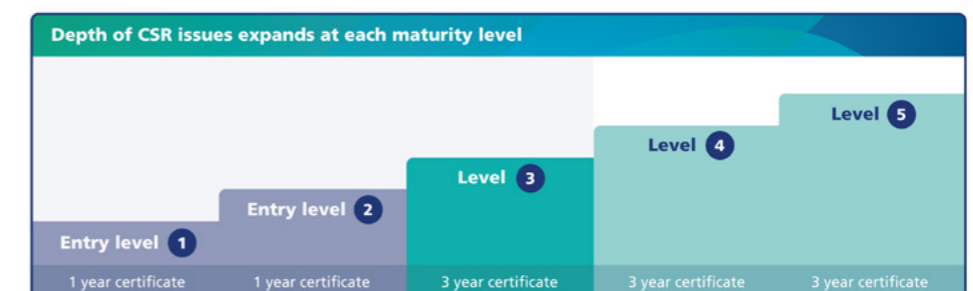 Depth of CSR issues expands at each maturity level
Entry level 1
Entry level 2
Level 3
Level 4
Level 5
1 year certificate
1 year certificate
3 year certificate
3 year certificate
3 year certificate